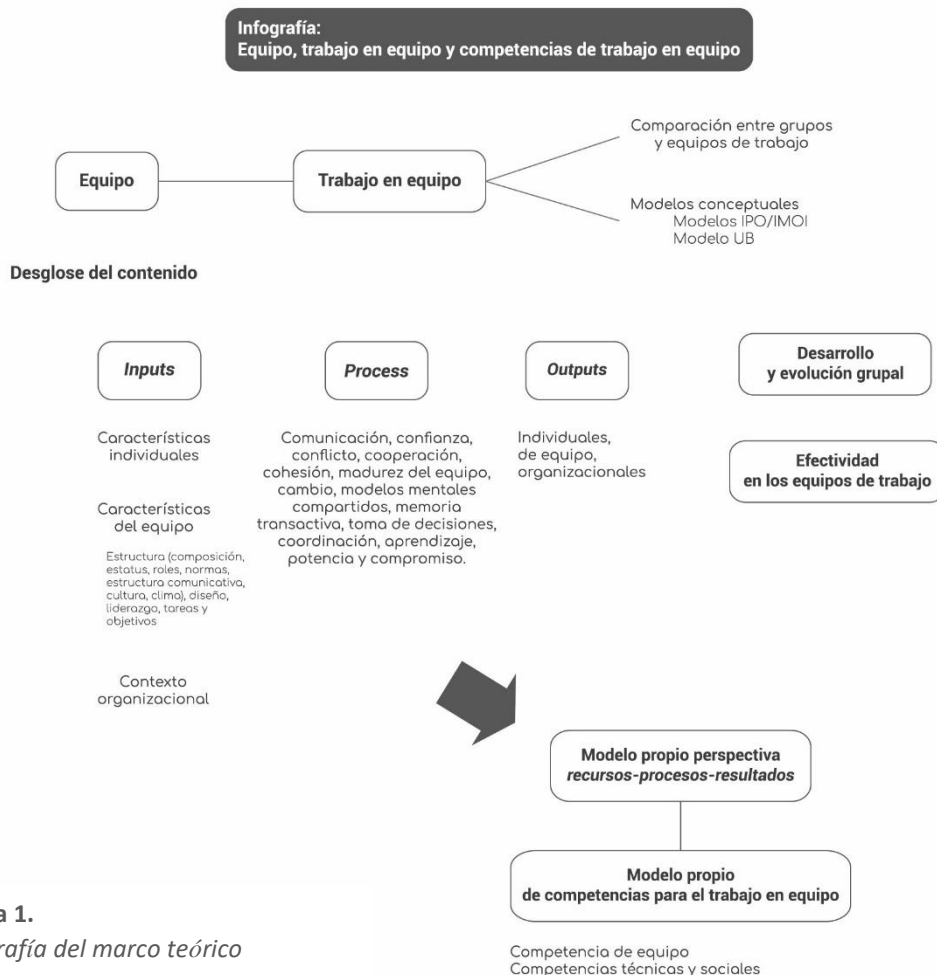 Infografía:
Equipo, trabajo en equipo y competencias de trabajo en equipo
Equipo
Trabajo en equipo
Comparación entre grupos
y equipos de trabajo
Modelos conceptuales
Modelos IPO/IMOI
Modelo UB
Desglose del contenido
Inputs
Características
individuales
Características
del equipo
Estructura (composición,
estatus, roles, normas,
estructura comunicativa,
cultura, clima), diseño,
liderazgo, tareas y
objetivos
Contexto
organizacional
Process
Comunicación, confianza,
conflicto, cooperación,
cohesión, madurez del equipo,
cambio, modelos mentales
compartidos, memoria
transactiva, toma de decisiones,
coordinación, aprendizaje,
potencia y compromiso.
Outputs
Individuales,
de equipo,
organizacionales
Desarrollo
y evolución grupal
Efectividad
en los equipos de trabajo
Modelo propio perspectiva
recursos-procesos-resultados
Modelo propio
de competencias para el trabajo en equipo
Competencia de equipo
Competencias técnicas y sociales
a 1.
rafía del marco teórico